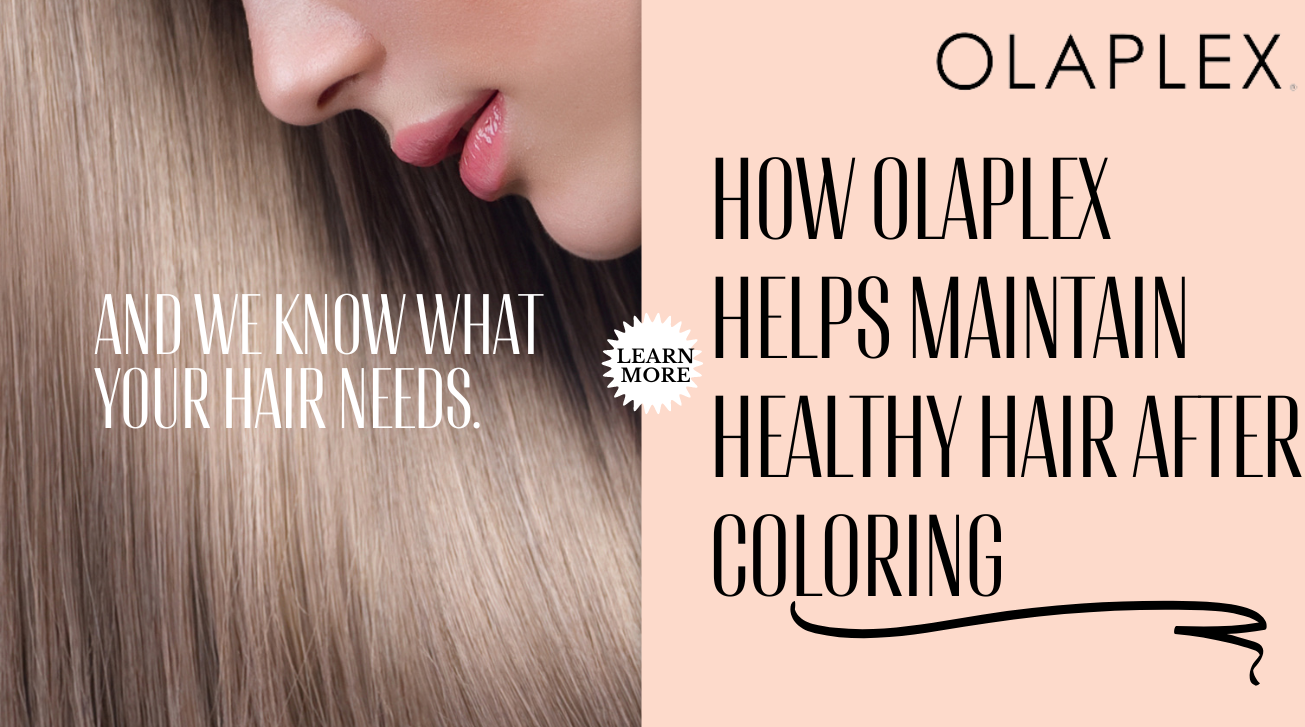 AND WE KNOW WHAT
YOUR HAIR NEEDS.
LEARN
MORE
OLAPLEX®
HOW OLAPLEX
HELPS MAINTAIN
HEALTHY HAIR AFTER
COLORING